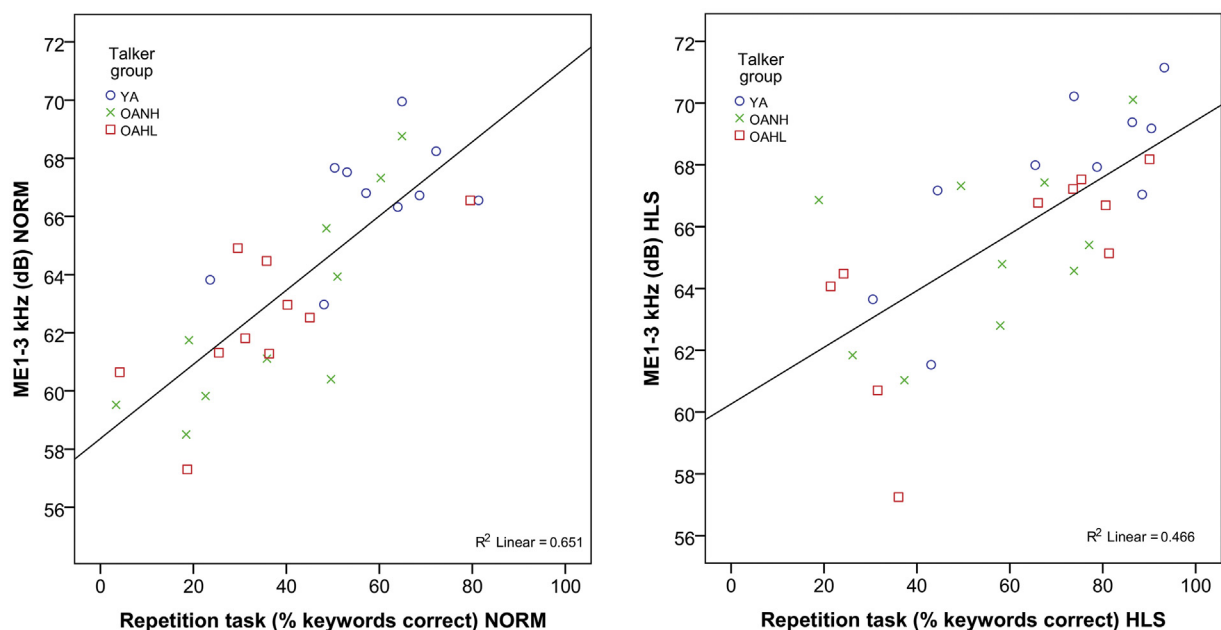 72
70
68
66
64
62
60
58
56
ME1-3 kHz (dB) NORM
Talker
group
YA
OANH
OAHL
R² Linear = 0.651
0 20 40 60 80 100
Repetition task (% keywords correct) NORM
72
70
68
66
64
62
60
58
56
ME1-3 kHz (dB) HLS
Talker
group
YA
OANH
OAHL
R² Linear = 0.466
0 20 40 60 80 100
Repetition task (% keywords correct) HLS